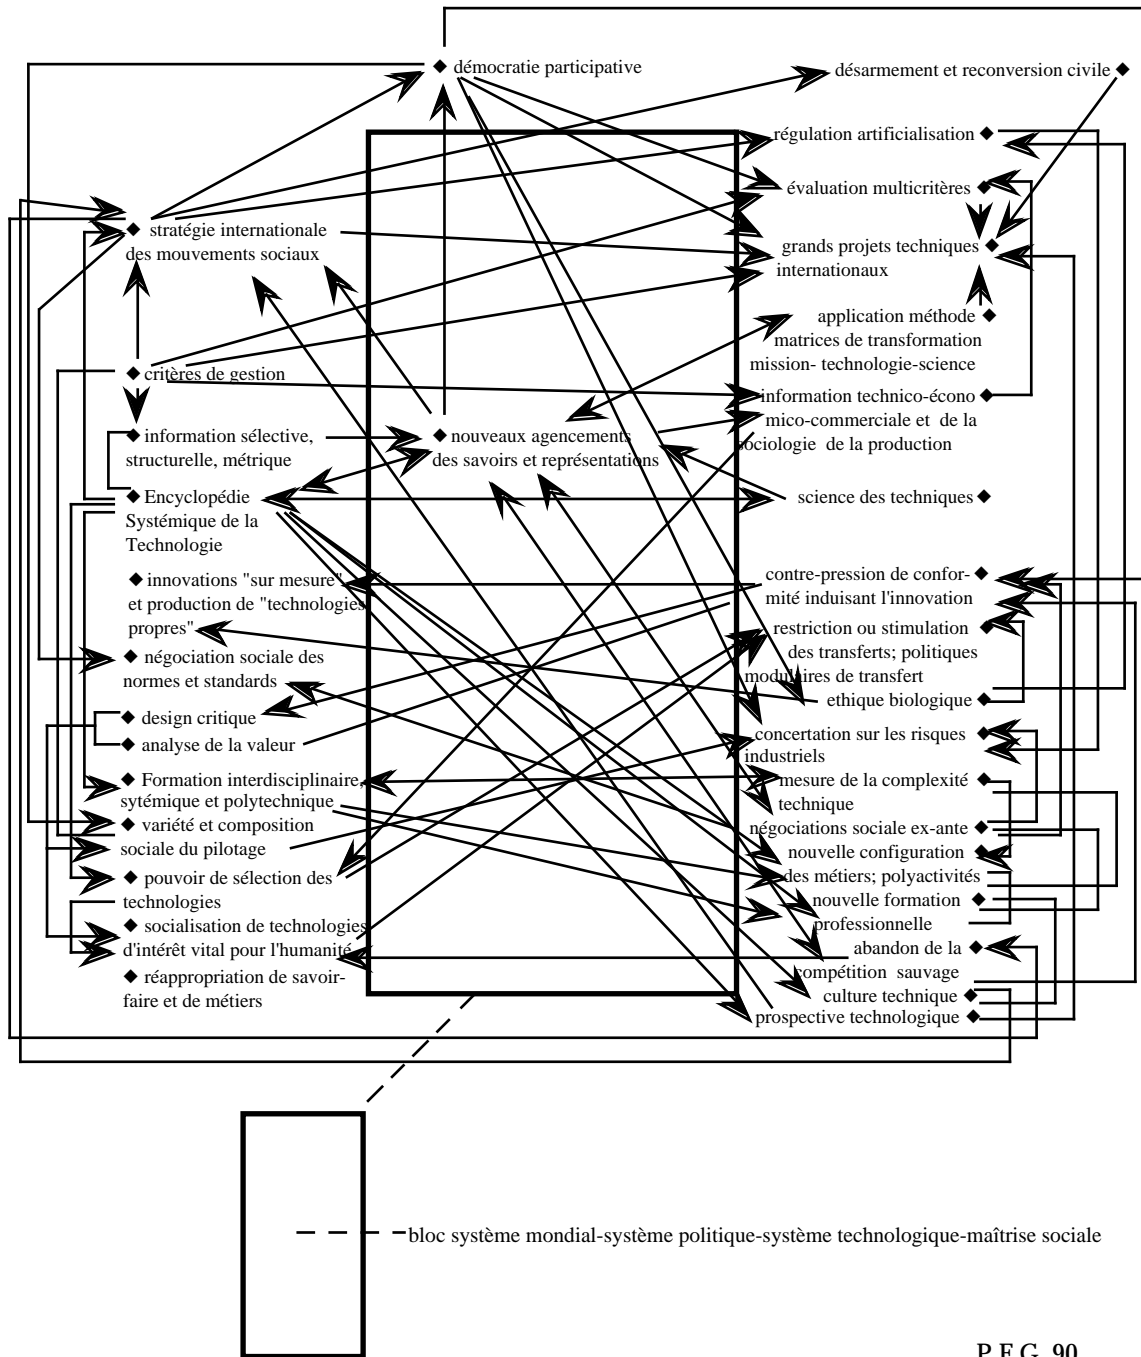 ◆ démocratie participative
désarmement et reconversion civile ◆
régulation artificialisation ◆
évaluation multicritères ◆
◆ stratégie internationale
des mouvements sociaux
grands projets techniques ◆
internationaux
application méthode ◆
matrices de transformation
mission- technologie-science
◆ critères de gestion
information technico-écono ◆
mico-commerciale et de la
sociologie de la production
◆ information sélective,
structurelle, métrique
◆ nouveaux agencements
des savoirs et représentations
◆ Encyclopédie
Systémique de la
Technologie
science des techniques ◆
◆ innovations "sur mesure"
et production de "technologies
propres"
contre-pression de confor- ◆
mité induisant l'innovation
restriction ou stimulation ◆
des transferts; politiques
modulaires de transfert
◆ négociation sociale des
normes et standards
ethique biologique ◆
◆ design critique
◆ analyse de la valeur
concertation sur les risques ◆
industriels
◆ Formation interdisciplinaire,
sytémique et polytechnique
mesure de la complexité ◆
technique
◆ variété et composition
sociale du pilotage
négociations sociale ex-ante ◆
nouvelle configuration ◆
des métiers; polyactivités
◆ pouvoir de sélection des
technologies
nouvelle formation ◆
professionnelle
◆ socialisation de technologies
d'intérêt vital pour l'humanité
abandon de la ◆
compétition sauvage
◆ réappropriation de savoir-
faire et de métiers
culture technique ◆
prospective technologique ◆
bloc système mondial-système politique-système technologique-maîtrise sociale
P.F.G. 90